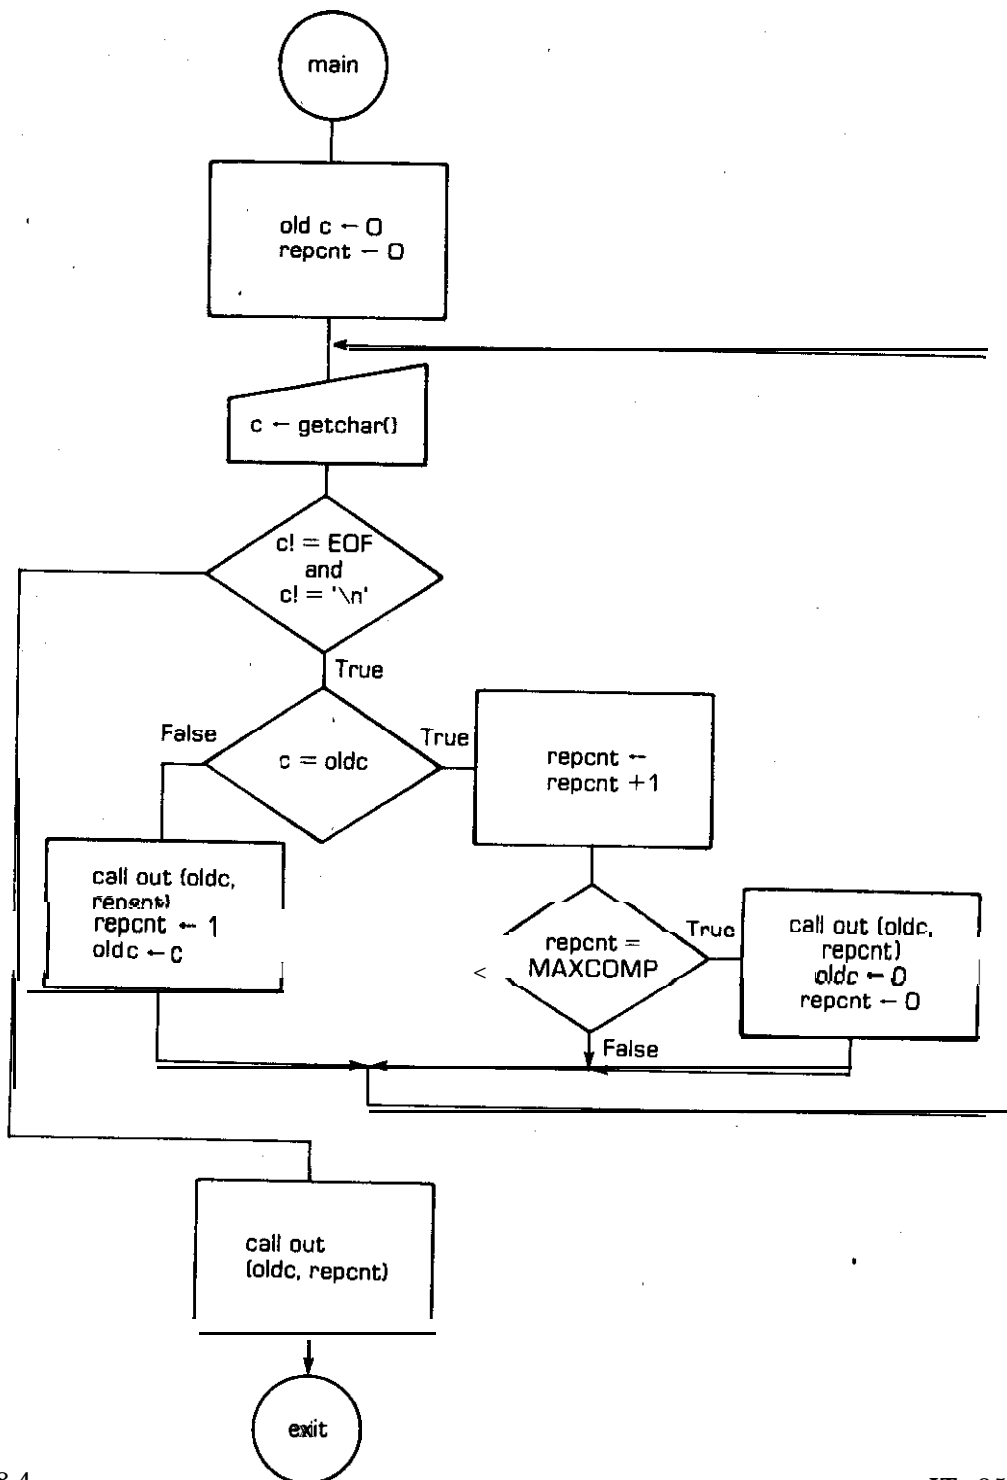 main
old c ← 0
repcnt ← 0
c ← getchar()
c! = EOF
and
c! = '\n'
True
False
c = oldc
True
repcnt ←
repcnt +1
call out (oldc,
repcnt ← 1
oldc ← c
<
repcnt =
MAXCOMP
True
call out (oldc,
repcnt)
oldc ← 0
repcnt ← 0
False
call out
(oldc, repcnt)
exit